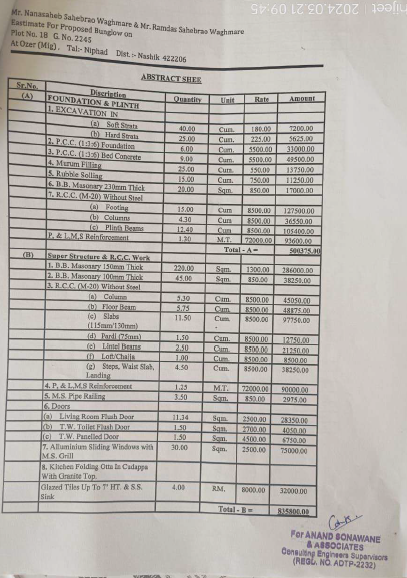 Mr. Nanasaheb Sahebrao Waghmare & Mr. Ramdas Sahebrao Waghmare
Eastimate For Proposed Bunglow on
Plot No. 18 G. No. 2245
At Ozer (Mig), Tal:- Niphad Dist :- Nashik 422206
2024.05.21 09:45
ABSTRACT SHEE
Sr.No. Discription Quantity Unit Rate Amount
(A) FOUNDATION & PLINTH
1. EXCAVATION IN
(a) Soft Strata 40.00 Cum. 180.00 7200.00
(b) Hard Strata 25.00 Cum. 225.00 5625.00
2. P.C.C. (1:3:6) Foundation 6.00 Cum. 5500.00 33000.00
3. P.C.C. (1:3:6) Bed Concrete 9.00 Cum. 5500.00 49500.00
4. Murum Filling 25.00 Cum. 550.00 13750.00
5. Rubble Solling 15.00 Cum. 750.00 11250.00
6. B.B. Masonary 230mm Thick 20.00 Sqm. 850.00 17000.00
7. R.C.C. (M-20) Without Steel
(a) Footing 15.00 Cum 8500.00 127500.00
(b) Columns 4.30 Cum 8500.00 36550.00
(c) Plinth Beams 12.40 Cum 8500.00 105400.00
P. & L.M.S Reinforcement 1.30 M.T. 72000.00 93600.00
Total - A = 500375.00
(B) Super Structure & R.C.C. Work
1. B.B. Masonary 150mm Thick 220.00 Sqm. 1300.00 286000.00
2. B.B. Masonary 100mm Thick 45.00 Sqm. 850.00 38250.00
3. R.C.C. (M-20) Without Steel
(a) Column 5.30 Cum. 8500.00 45050.00
(b) Floor Beam 5.75 Cum. 8500.00 48875.00
(c) Slabs 11.50 Cum. 8500.00 97750.00
(115mm/130mm)
(d) Pardi (75mm) 1.50 Cum. 8500.00 12750.00
(e) Lintel Beams 2.50 Cum. 8500.00 21250.00
(f) Loft/Chajja 1.00 Cum. 8500.00 8500.00
(g) Steps, Waist Slab, 4.50 Cum. 8500.00 38250.00
Landing
4. P. & L.M.S Reinforcement 1.25 M.T. 72000.00 90000.00
5. M.S. Pipe Railing 3.50 Sqn. 850.00 2975.00
6. Doors
(a) Living Room Flush Door 11.34 Sqm. 2500.00 28350.00
(b) T.W. Toilet Flush Door 1.50 Sqm. 2700.00 4050.00
(c) T.W. Panelled Door 1.50 Sqm. 4500.00 6750.00
7. Alluminium Sliding Windows with 30.00 Sqm. 2500.00 75000.00
M.S. Grill
8. Kitchen Folding Otta In Cadappa
With Granite Top
Glazed Tiles Up To 7' HT. & S.S. 4.00 RM. 8000.00 32000.00
Sink
Total - B = 835800.00
For ANAND SONAWANE
& ASSOCIATES
Consulting Engineers Supervisors
(REGU. NO. ADTP-2232)